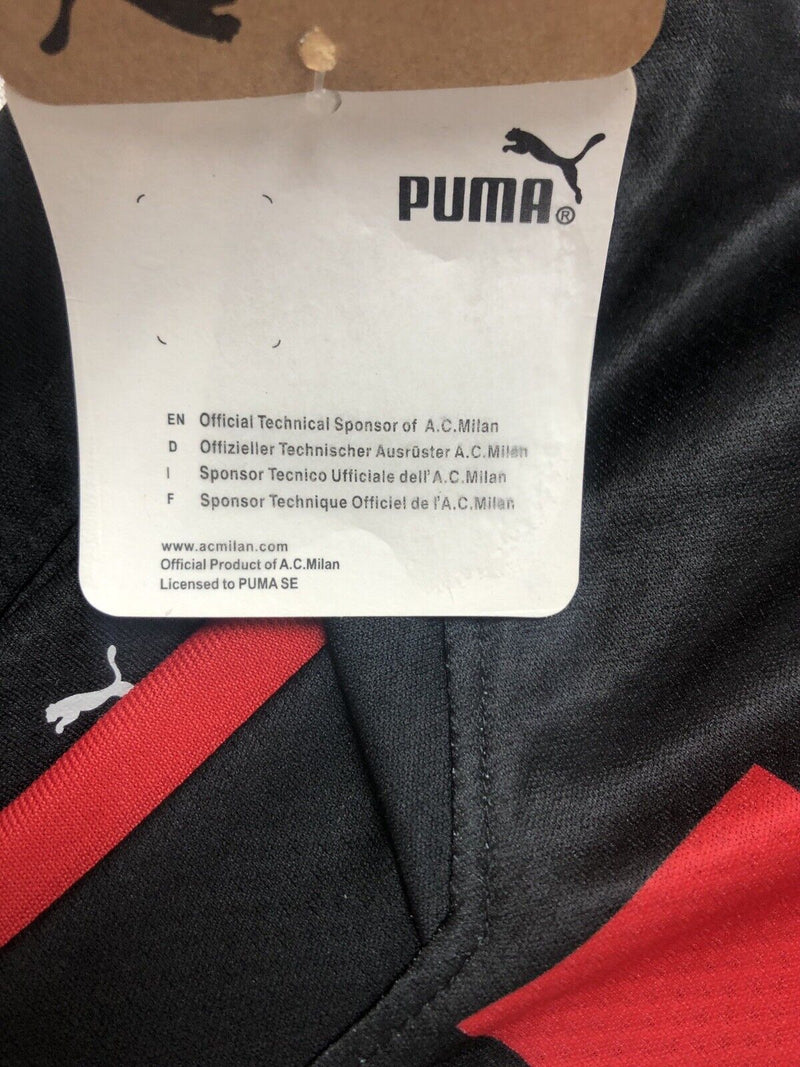 PUMA®
EN Official Technical Sponsor of A.C.Milan
D Offizieller Technischer Ausrüster A.C.Milan
I Sponsor Tecnico Ufficiale dell'A.C.Milan
F Sponsor Technique Officiel de l'A.C.Milan
www.acmilan.com
Official Product of A.C.Milan
Licensed to PUMA SE